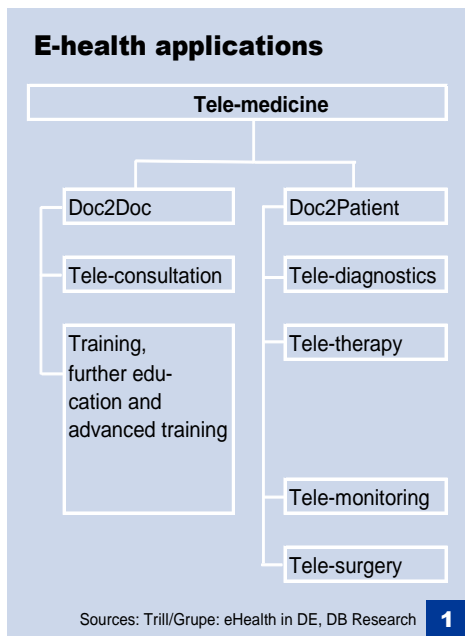 E-health applications
Tele-medicine
Doc2Doc
Tele-consultation
Training,
further edu-
cation and
advanced training
Doc2Patient
Tele-diagnostics
Tele-therapy
Tele-monitoring
Tele-surgery
Sources: Trill/Grupe: eHealth in DE, DB Research
1